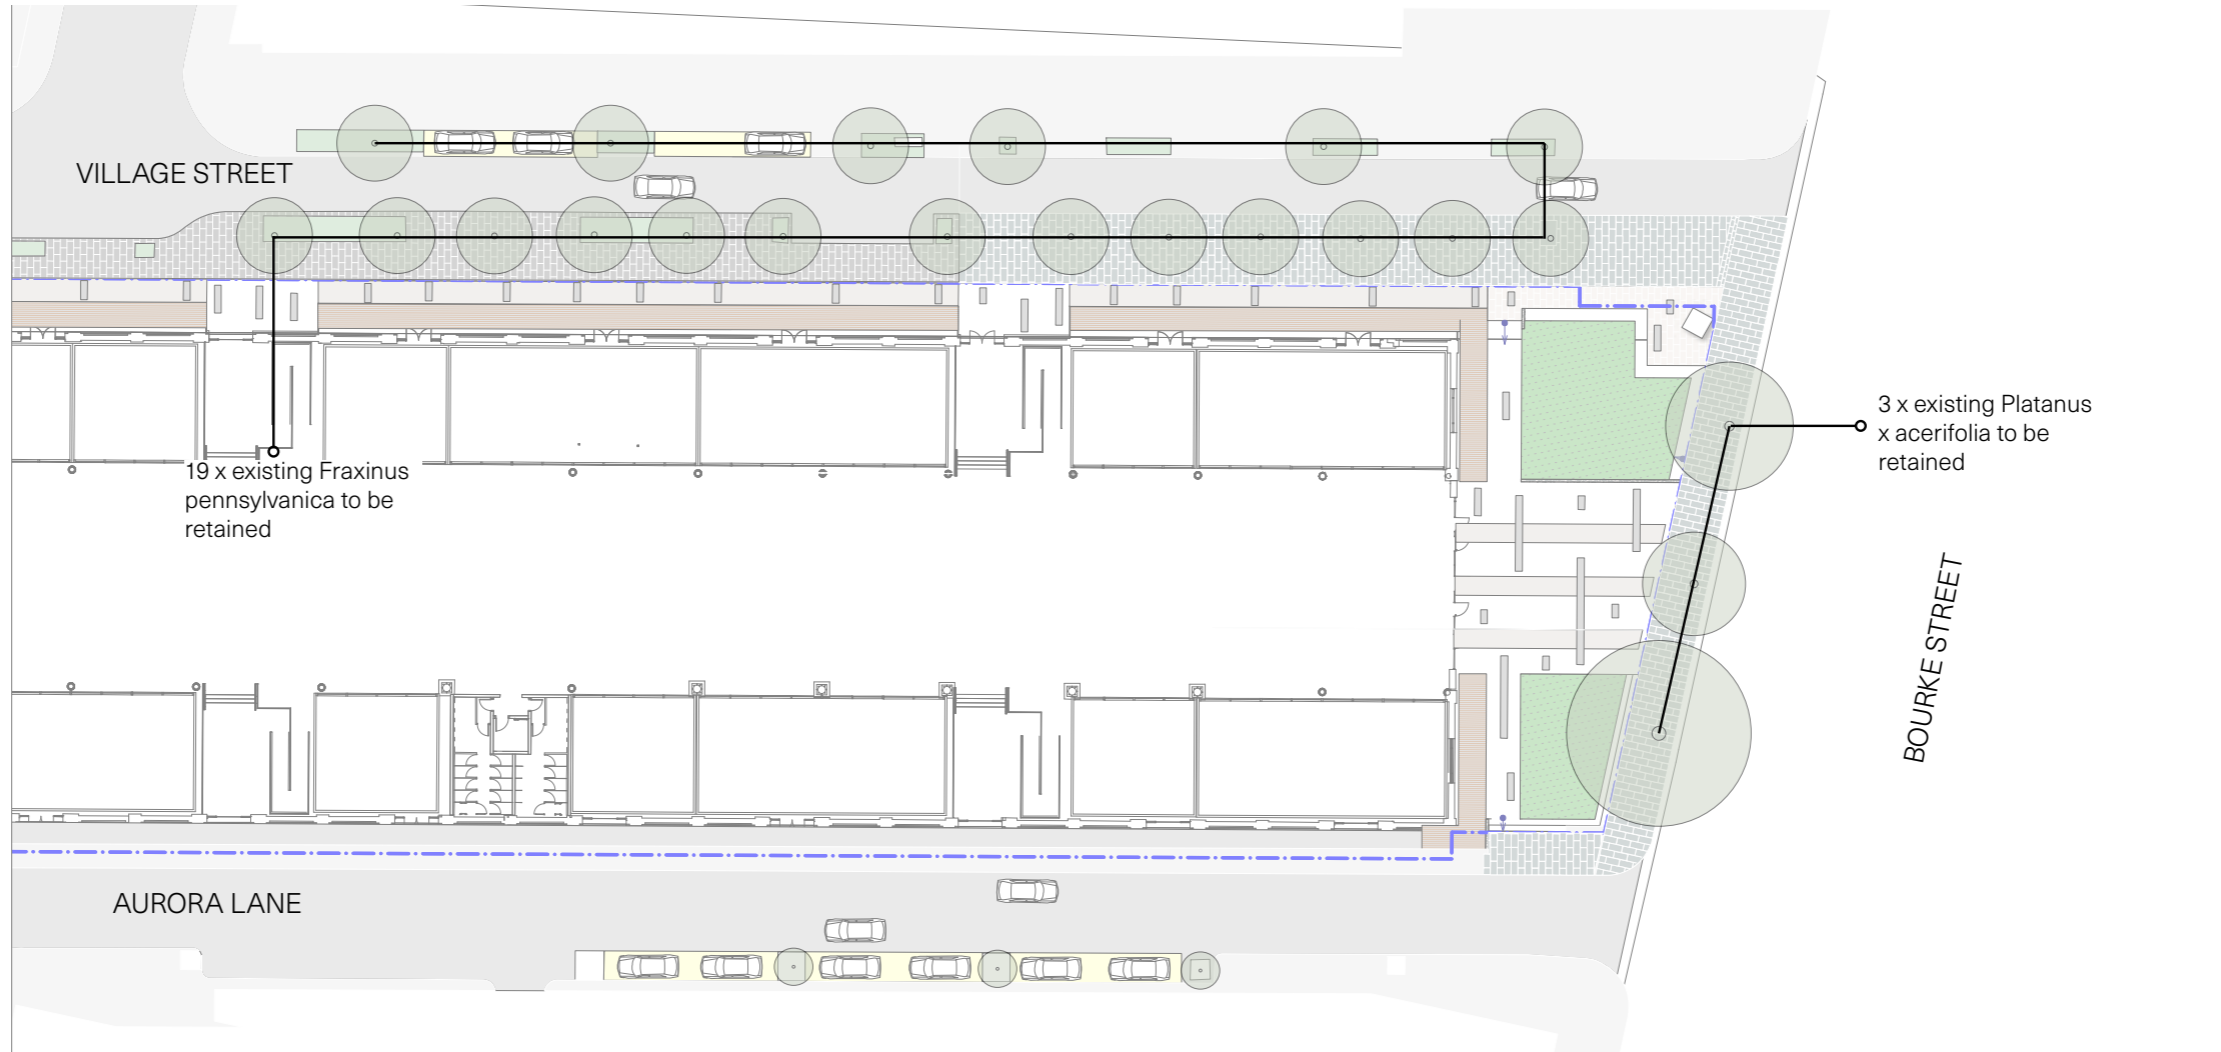 VILLAGE STREET
3 x existing Platanus
x acerifolia to be
retained
19 x existing Fraxinus
pennsylvanica to be
retained
BOURKE STREET
AURORA LANE